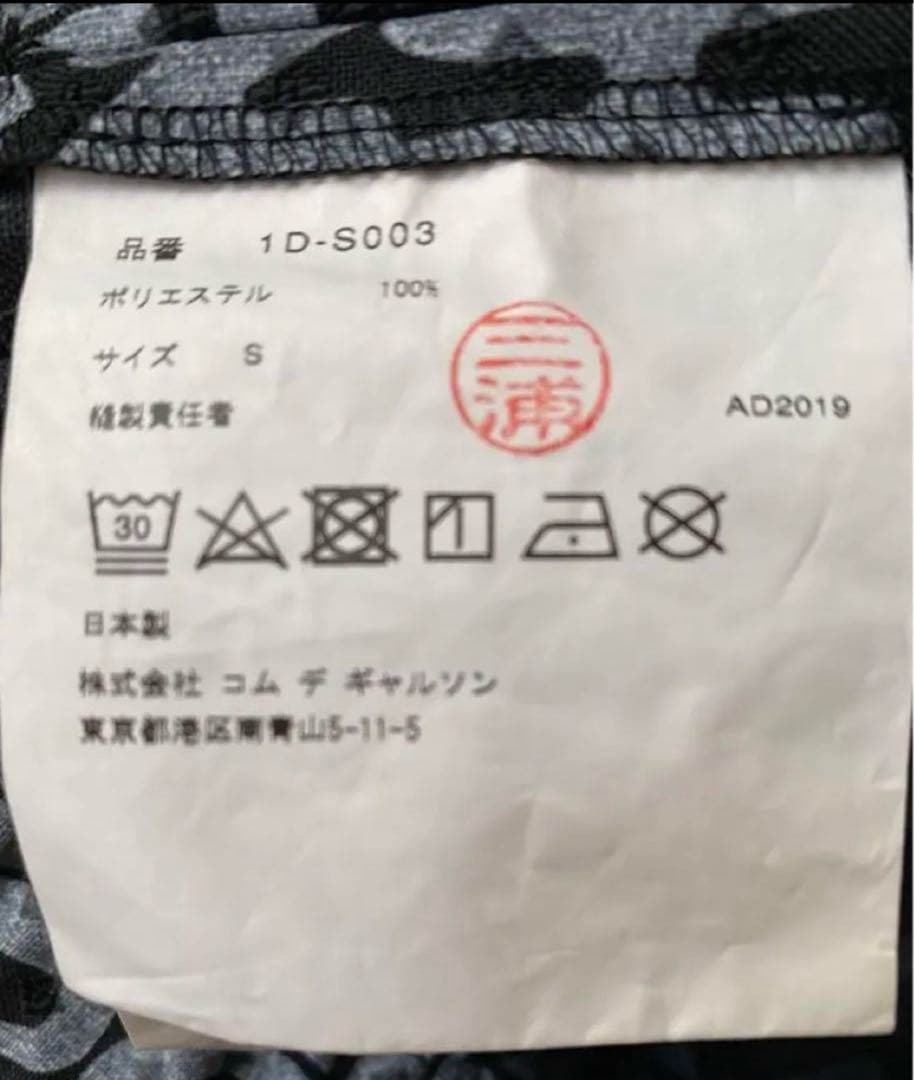 品番 1D-S003
ポリエステル 100%
サイズ S
三浦
縫製責任者
AD2019
30
日本製
株式会社 コム デ ギャルソン
東京都港区南青山5-11-5